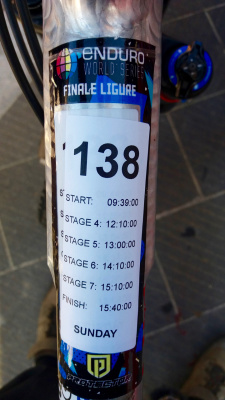 ENDURO
WORLD SERIES
FINALE LIGURE
138
START: 09:39:00
STAGE 4: 12:10:00
STAGE 5: 13:00:00
STAGE 6: 14:10:00
STAGE 7: 15:10:00
FINISH: 15:40:00
SUNDAY
PROTECTOR